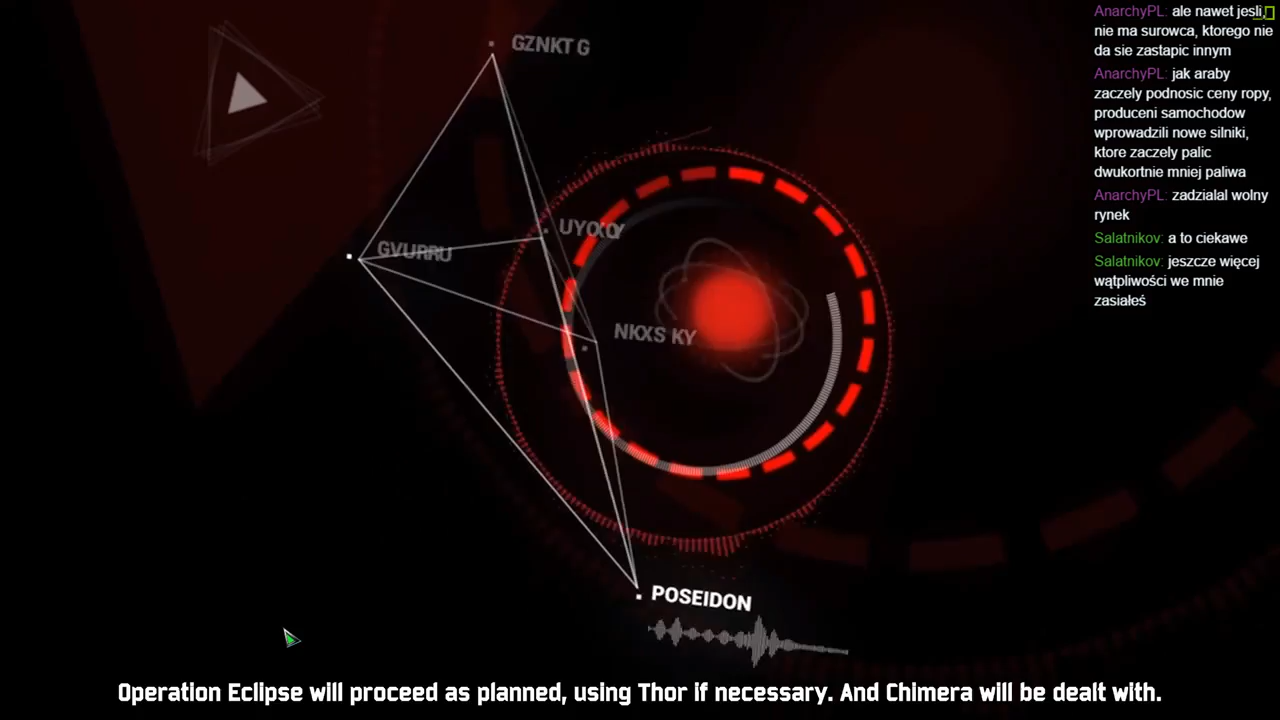 GZNKT G
UYOXOY
GVURRU
NKXS KY
POSEIDON
Operation Eclipse will proceed as planned, using Thor if necessary. And Chimera will be dealt with.
AnarchyPL: ale nawet jesli,
nie ma surowca, ktorego nie
da sie zastapic innym
AnarchyPL: jak araby
zaczely podnosic ceny ropy,
produceni samochodow
wprowadzili nowe silniki,
ktore zaczely palic
dwukortnie mniej paliwa
AnarchyPL: zadzialal wolny
rynek
Salatnikov: a to ciekawe
Salatnikov: jeszcze więcej
wątpliwości we mnie
zasiałeś